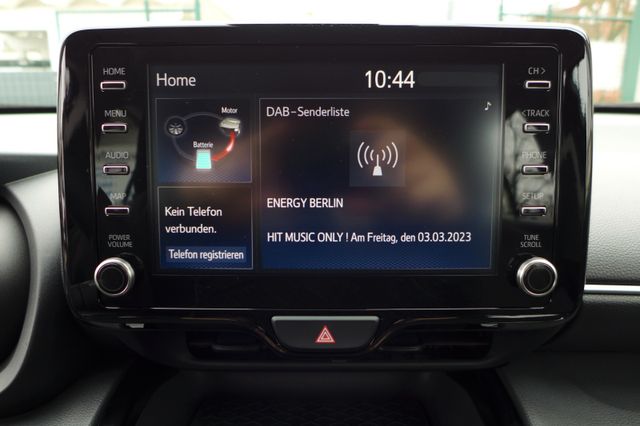 HOME
MENU
AUDIO
MAP
POWER
VOLUME
Home
10:44
Motor
Batterie
Kein Telefon
verbunden.
Telefon registrieren
DAB-Senderliste
ENERGY BERLIN
HIT MUSIC ONLY ! Am Freitag, den 03.03.2023
CH >
< TRACK
PHONE
SETUP
TUNE
SCROLL